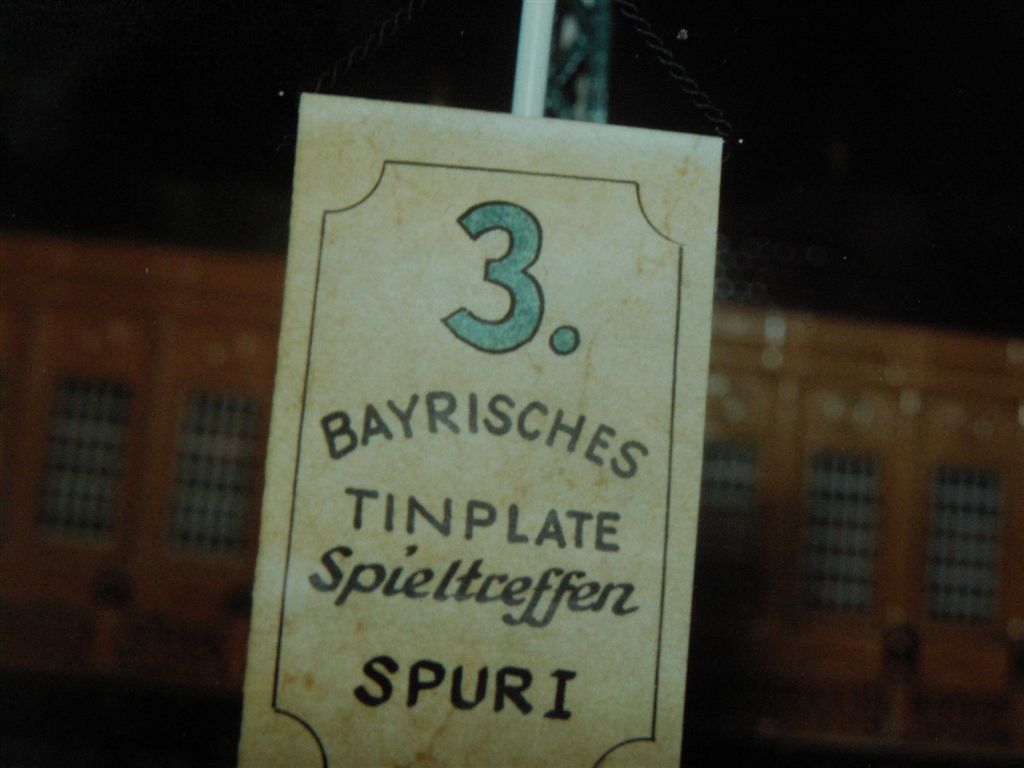 3.
BAYRISCHES
TINPLATE
Spieltreffen
SPUR I